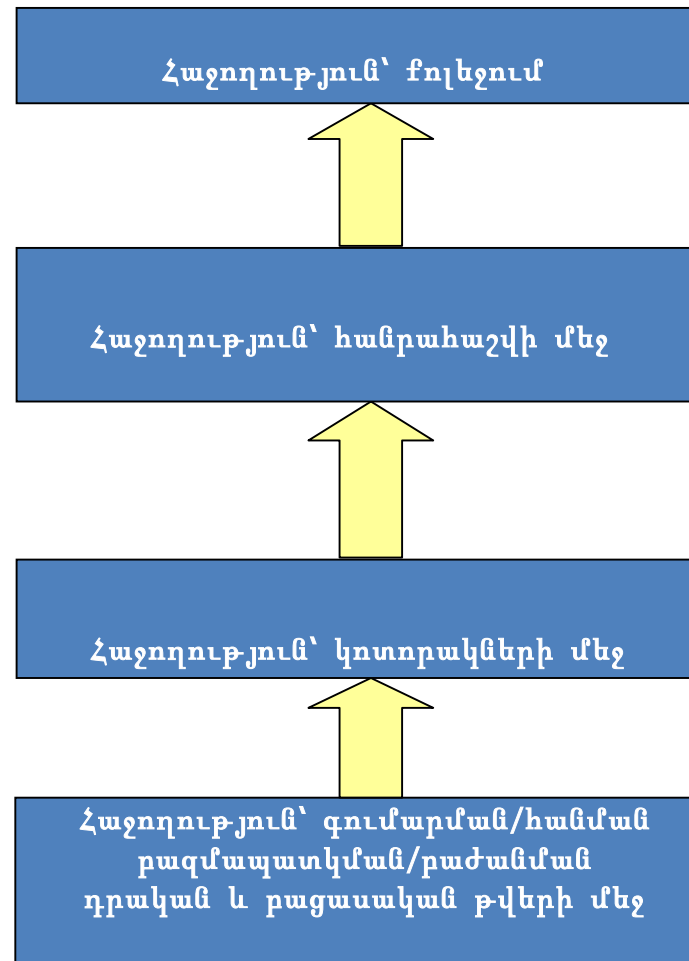 Հաջողություն՝ քոլեջում
Հաջողություն՝ հանրահաշվի մեջ
Հաջողություն՝ կոտորակների մեջ
Հաջողություն՝ գումարման/հանման
բազմապատկման/բաժանման
դրական և բացասական թվերի մեջ